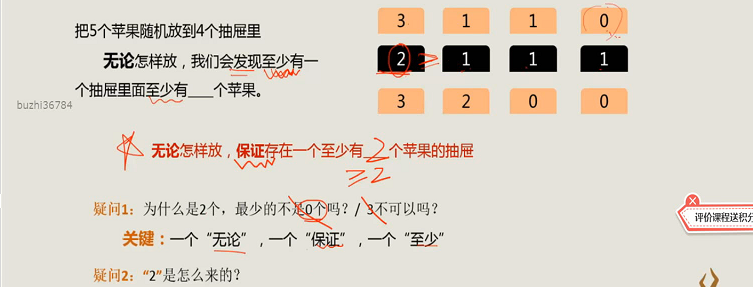 把5个苹果随机放到4个抽屉里
无论怎样放，我们会发现至少有一
个抽屉里面至少有____个苹果。
3 1 1 0
2 1 1 1
3 2 0 0
buzhi36784
无论怎样放，保证存在一个至少有2个苹果的抽屉
≥2
疑问1：为什么是2个，最少的不是0个吗？/ 3不可以吗？
关键：一个“无论”，一个“保证”，一个“至少”
评价课程送积分
疑问2：“2”是怎么来的？